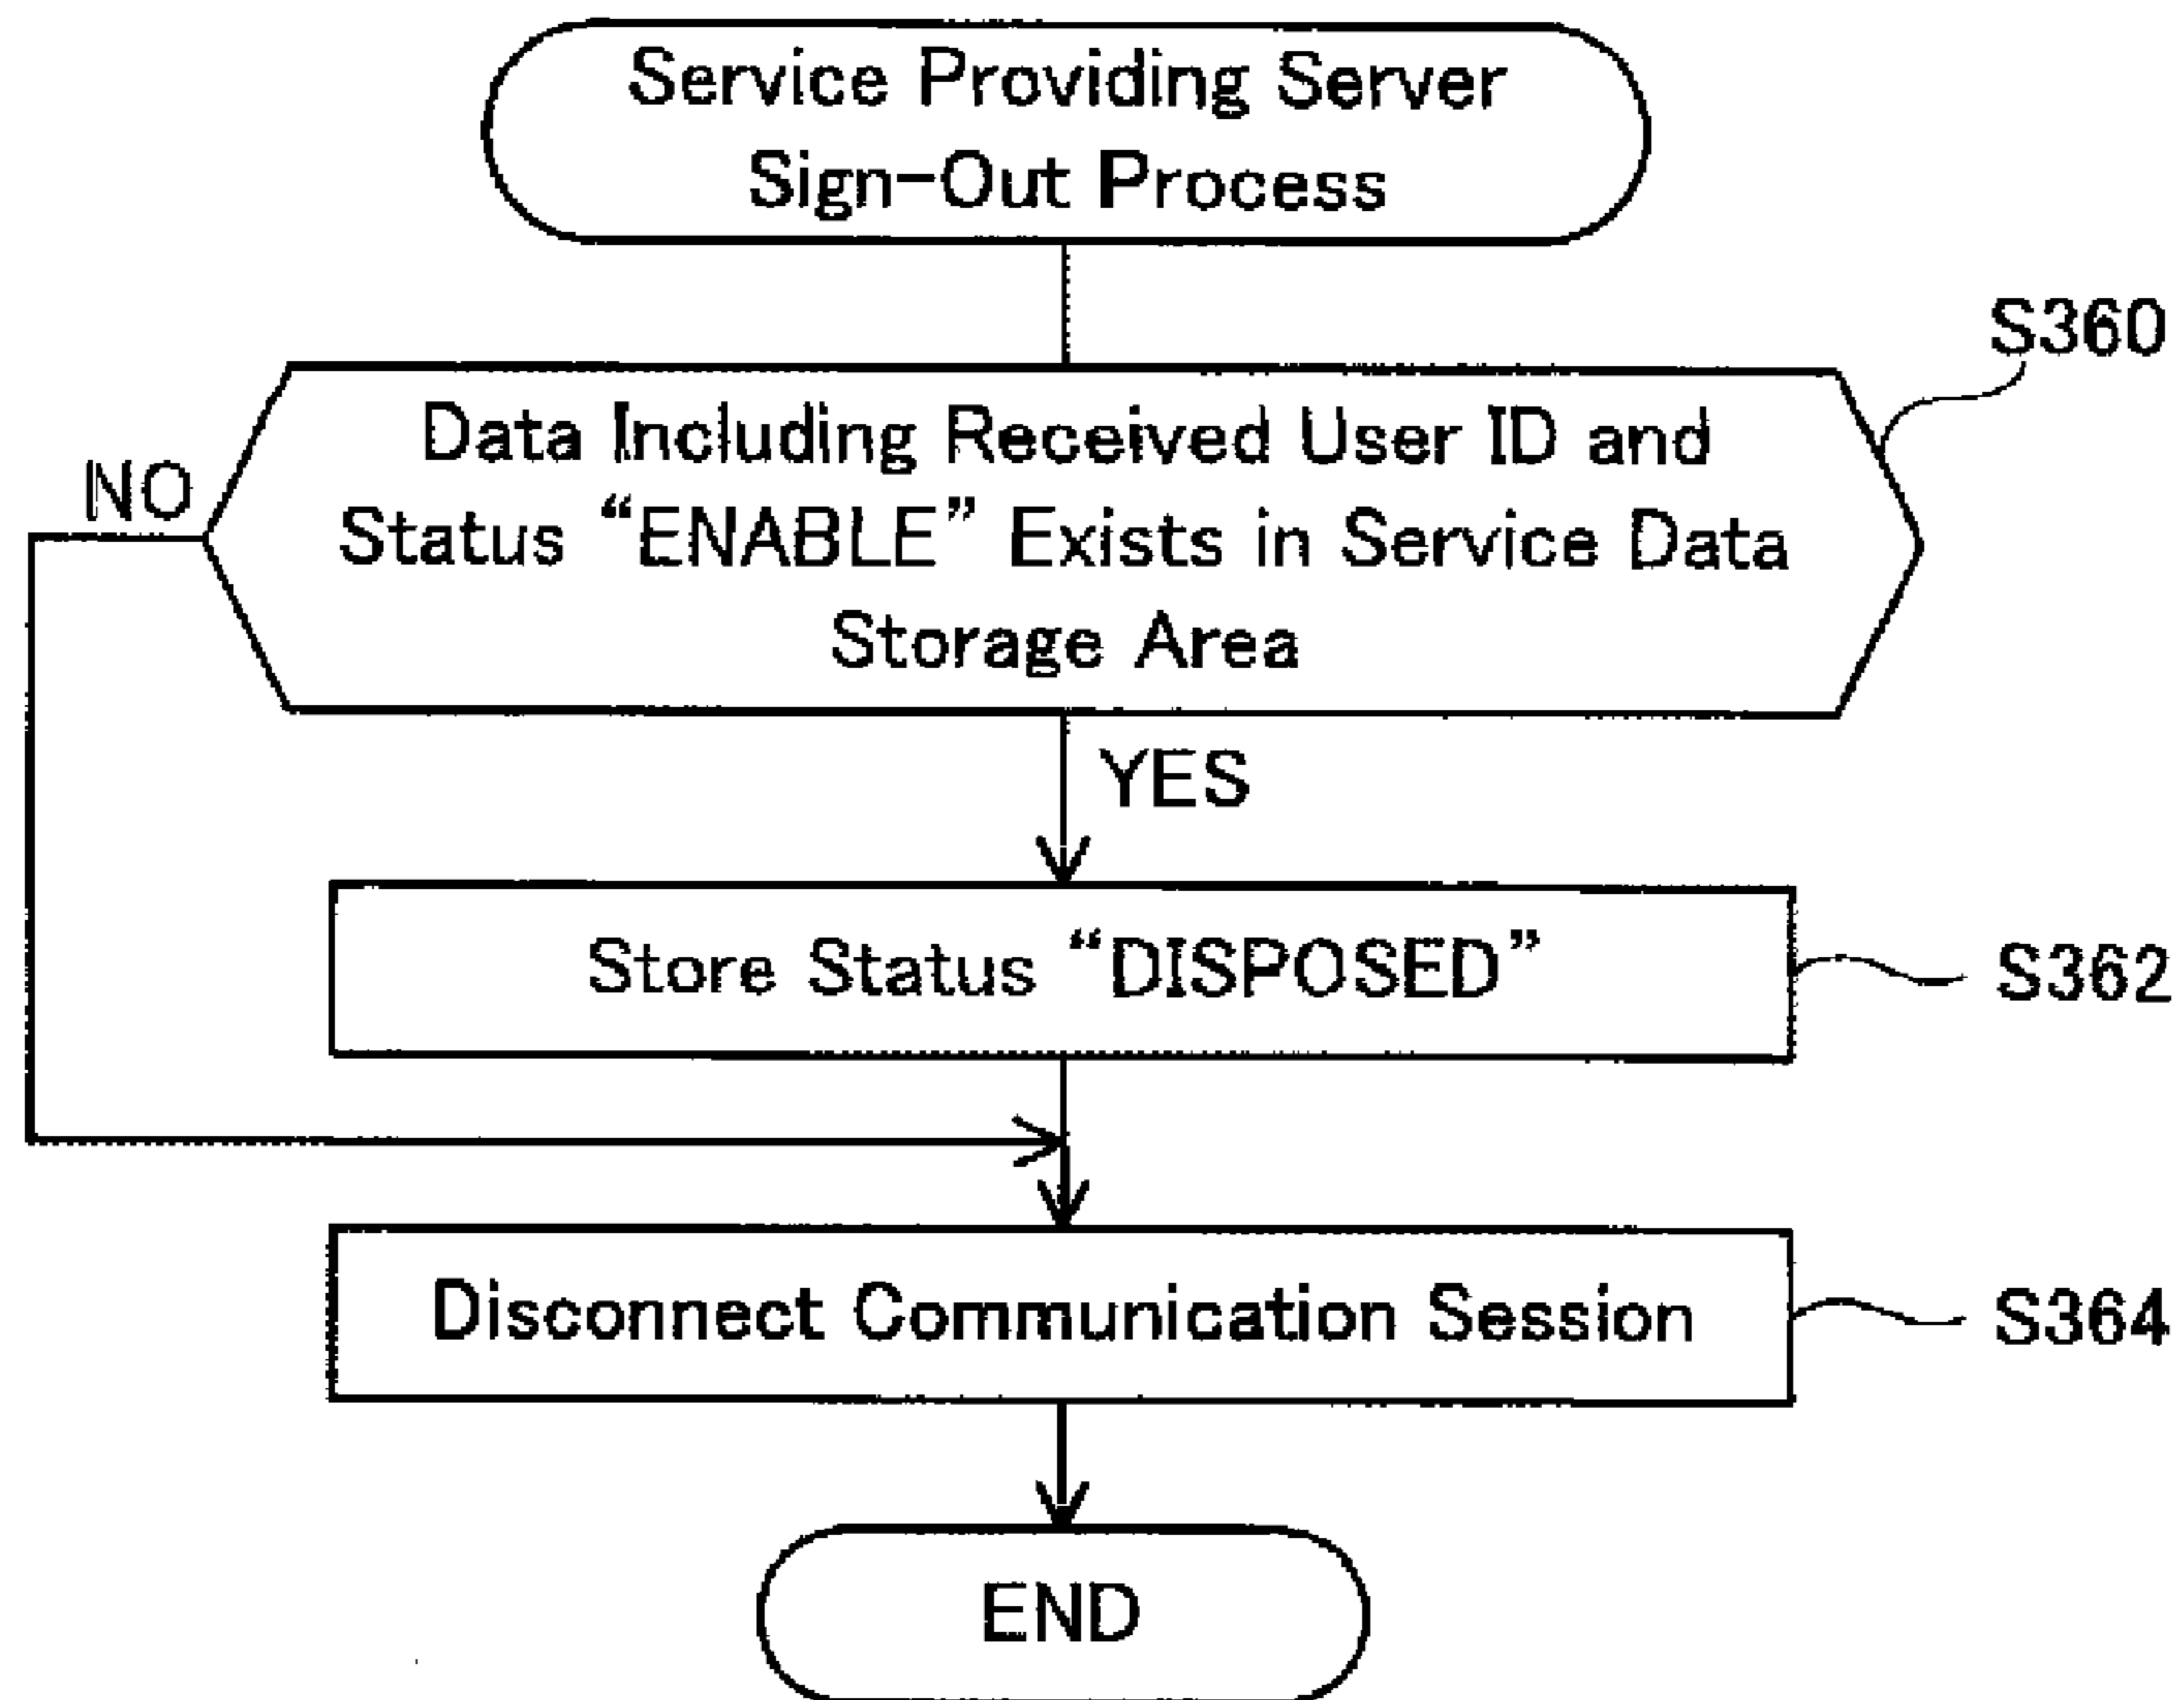 Service Providing Server
Sign-Out Process
S360
Data Including Received User ID and
NO
Status “ENABLE” Exists in Service Data
Storage Area
YES
Store Status “DISPOSED”
S362
Disconnect Communication Session
S364
END